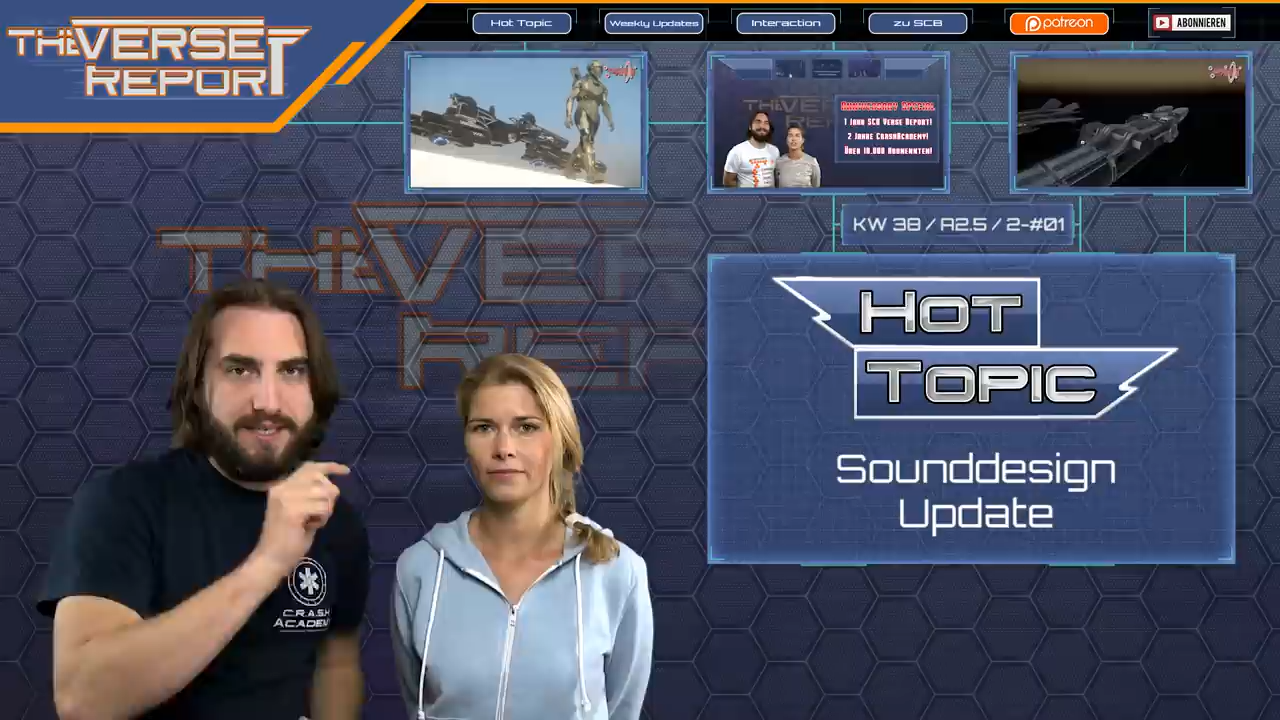 THE VERSE
REPORT
Hot Topic
Weekly Updates
Interaction
zu SCB
patreon
ABONNIEREN
Anniversary Special
1 Jahr SCB Verse Report!
2 Jahre CrashAcademy!
Über 10.000 Abonnenten!
KW 38 / A2.5 / 2-#01
HOT
TOPIC
Sounddesign
Update
C.R.A.S.H.
ACADEMY